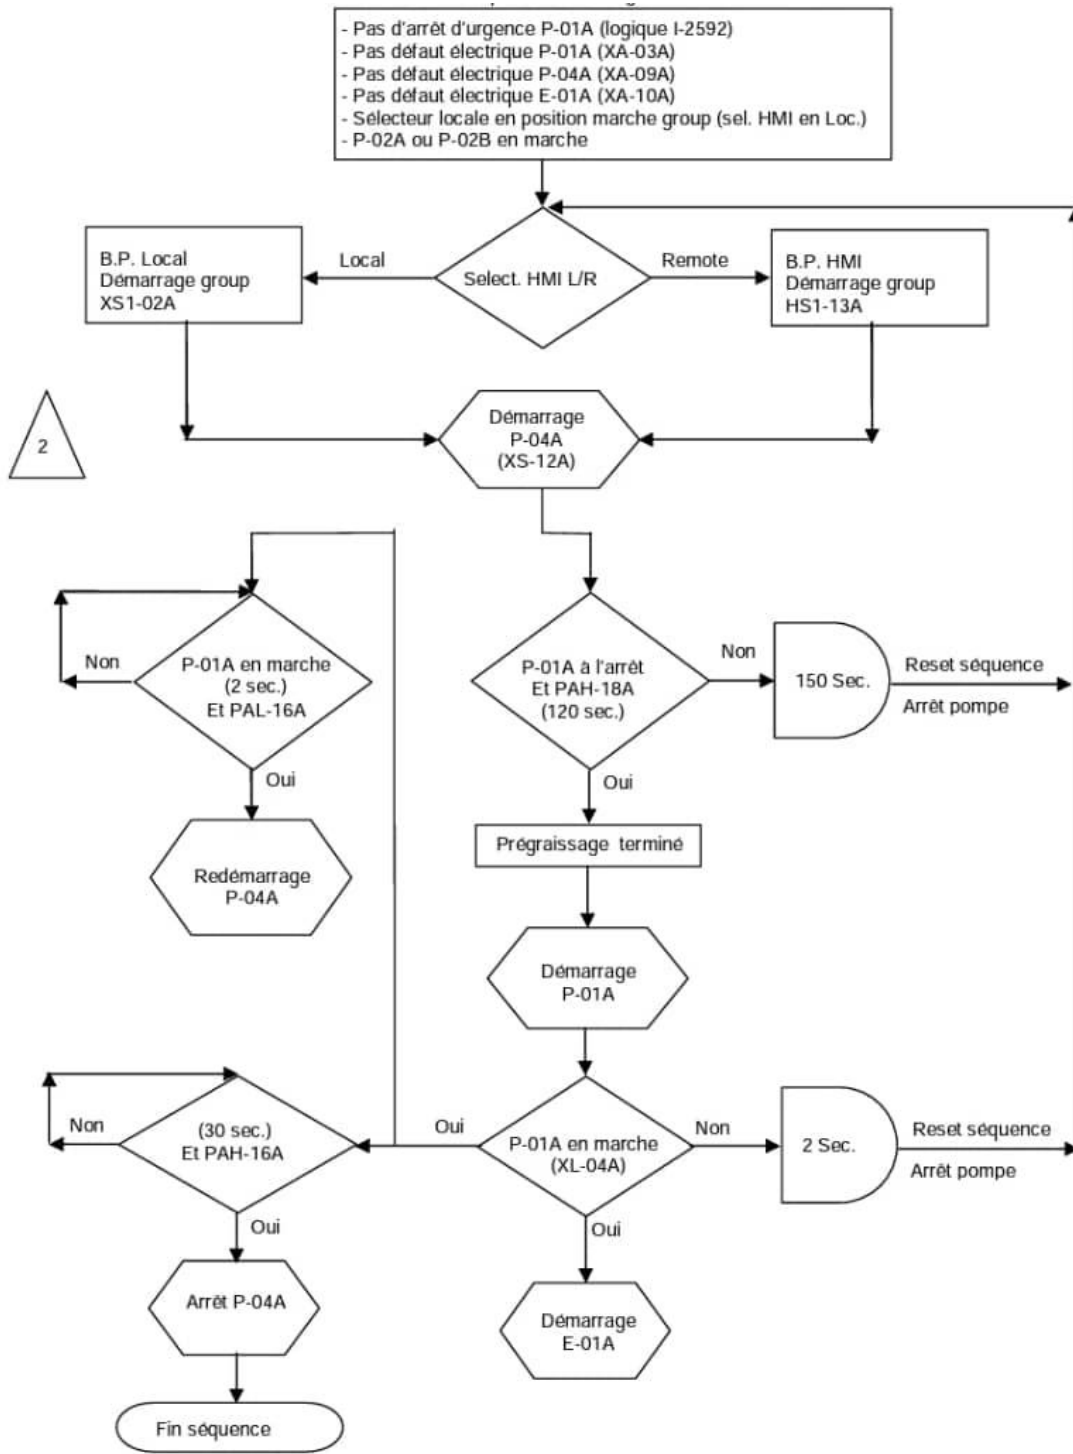 - Pas d'arrêt d'urgence P-01A (logique I-2592)
- Pas défaut électrique P-01A (XA-03A)
- Pas défaut électrique P-04A (XA-09A)
- Pas défaut électrique E-01A (XA-10A)
- Sélecteur locale en position marche group (sel. HMI en Loc.)
- P-02A ou P-02B en marche
B.P. Local
Démarrage group
XS1-02A
Local
Select. HMI L/R
Remote
B.P. HMI
Démarrage group
HS1-13A
2
Démarrage
P-04A
(XS-12A)
Non
P-01A en marche
(2 sec.)
Et PAL-16A
Oui
Redémarrage
P-04A
P-01A à l'arrêt
Et PAH-18A
(120 sec.)
Non
150 Sec.
Reset séquence
Arrêt pompe
Oui
Prégraissage terminé
Démarrage
P-01A
Non
(30 sec.)
Et PAH-16A
Oui
P-01A en marche
(XL-04A)
Non
2 Sec.
Reset séquence
Arrêt pompe
Oui
Arrêt P-04A
Oui
Démarrage
E-01A
Fin séquence